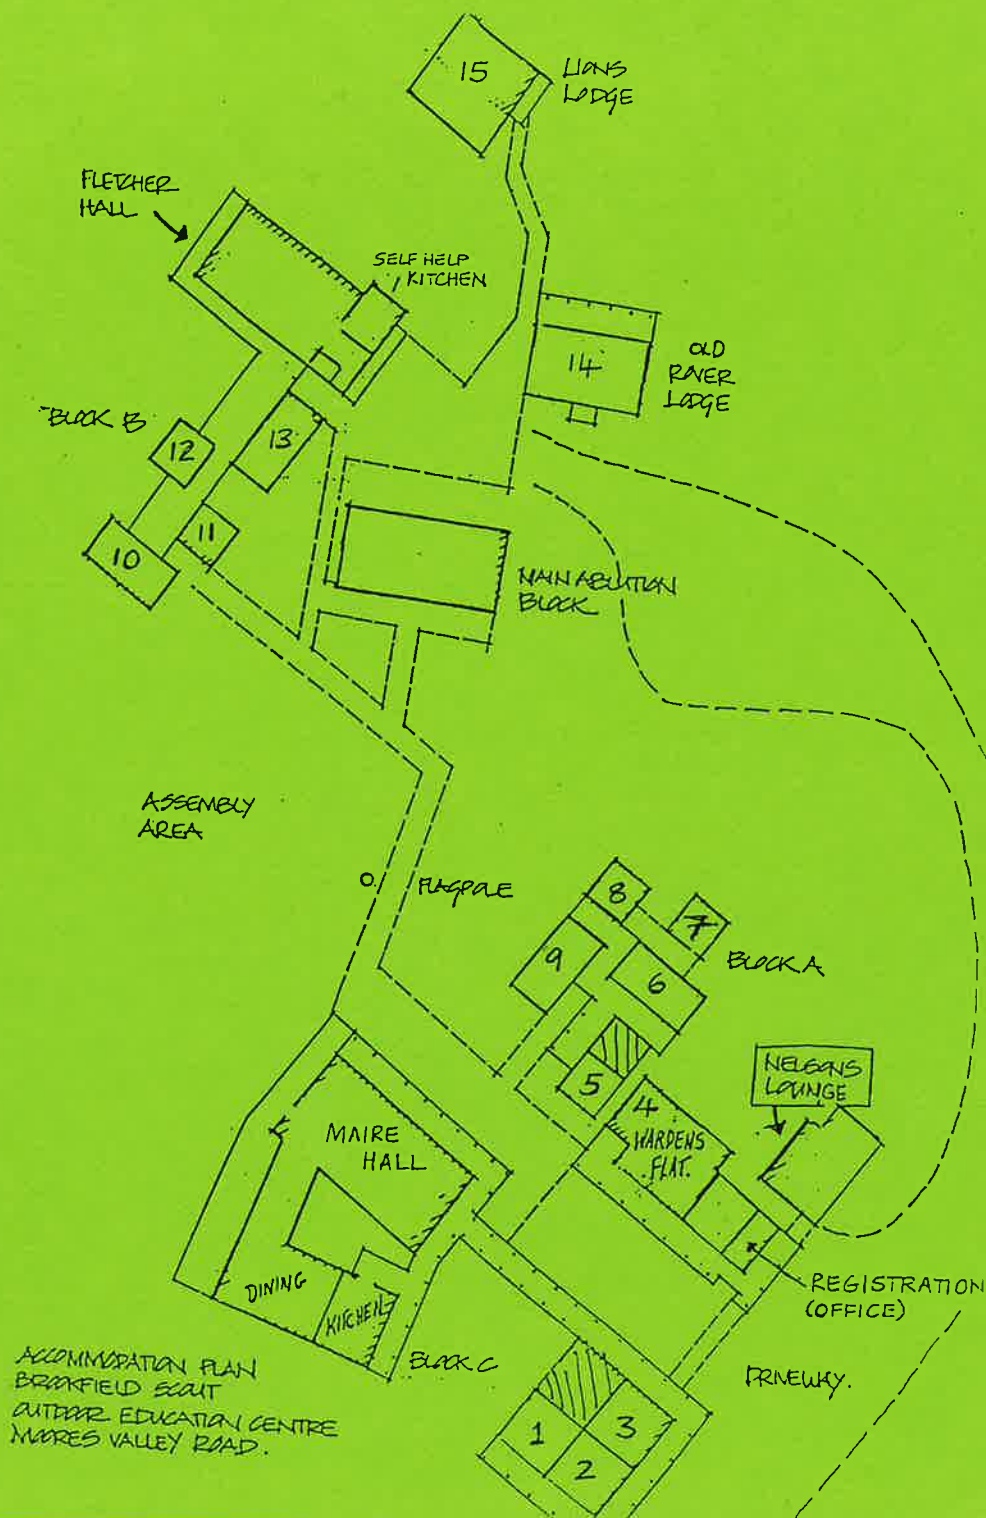 15
LIONS
LODGE
FLETCHER
HALL
SELF HELP
KITCHEN
14
OLD
RIVER
LODGE
BLOCK B
13
12
11
10
MAIN ABLUTION
BLOCK
ASSEMBLY
AREA
FLAGPOLE
8
7
9
6
BLOCK A
5
4
WARDENS
FLAT.
NELSONS
LOUNGE
MAIRE
HALL
DINING
KITCHEN
REGISTRATION
(OFFICE)
BLOCK C
DRIVEWAY.
1
3
2
ACCOMMODATION PLAN
BROOKFIELD SCOUT
OUTDOOR EDUCATION CENTRE
MOORES VALLEY ROAD.